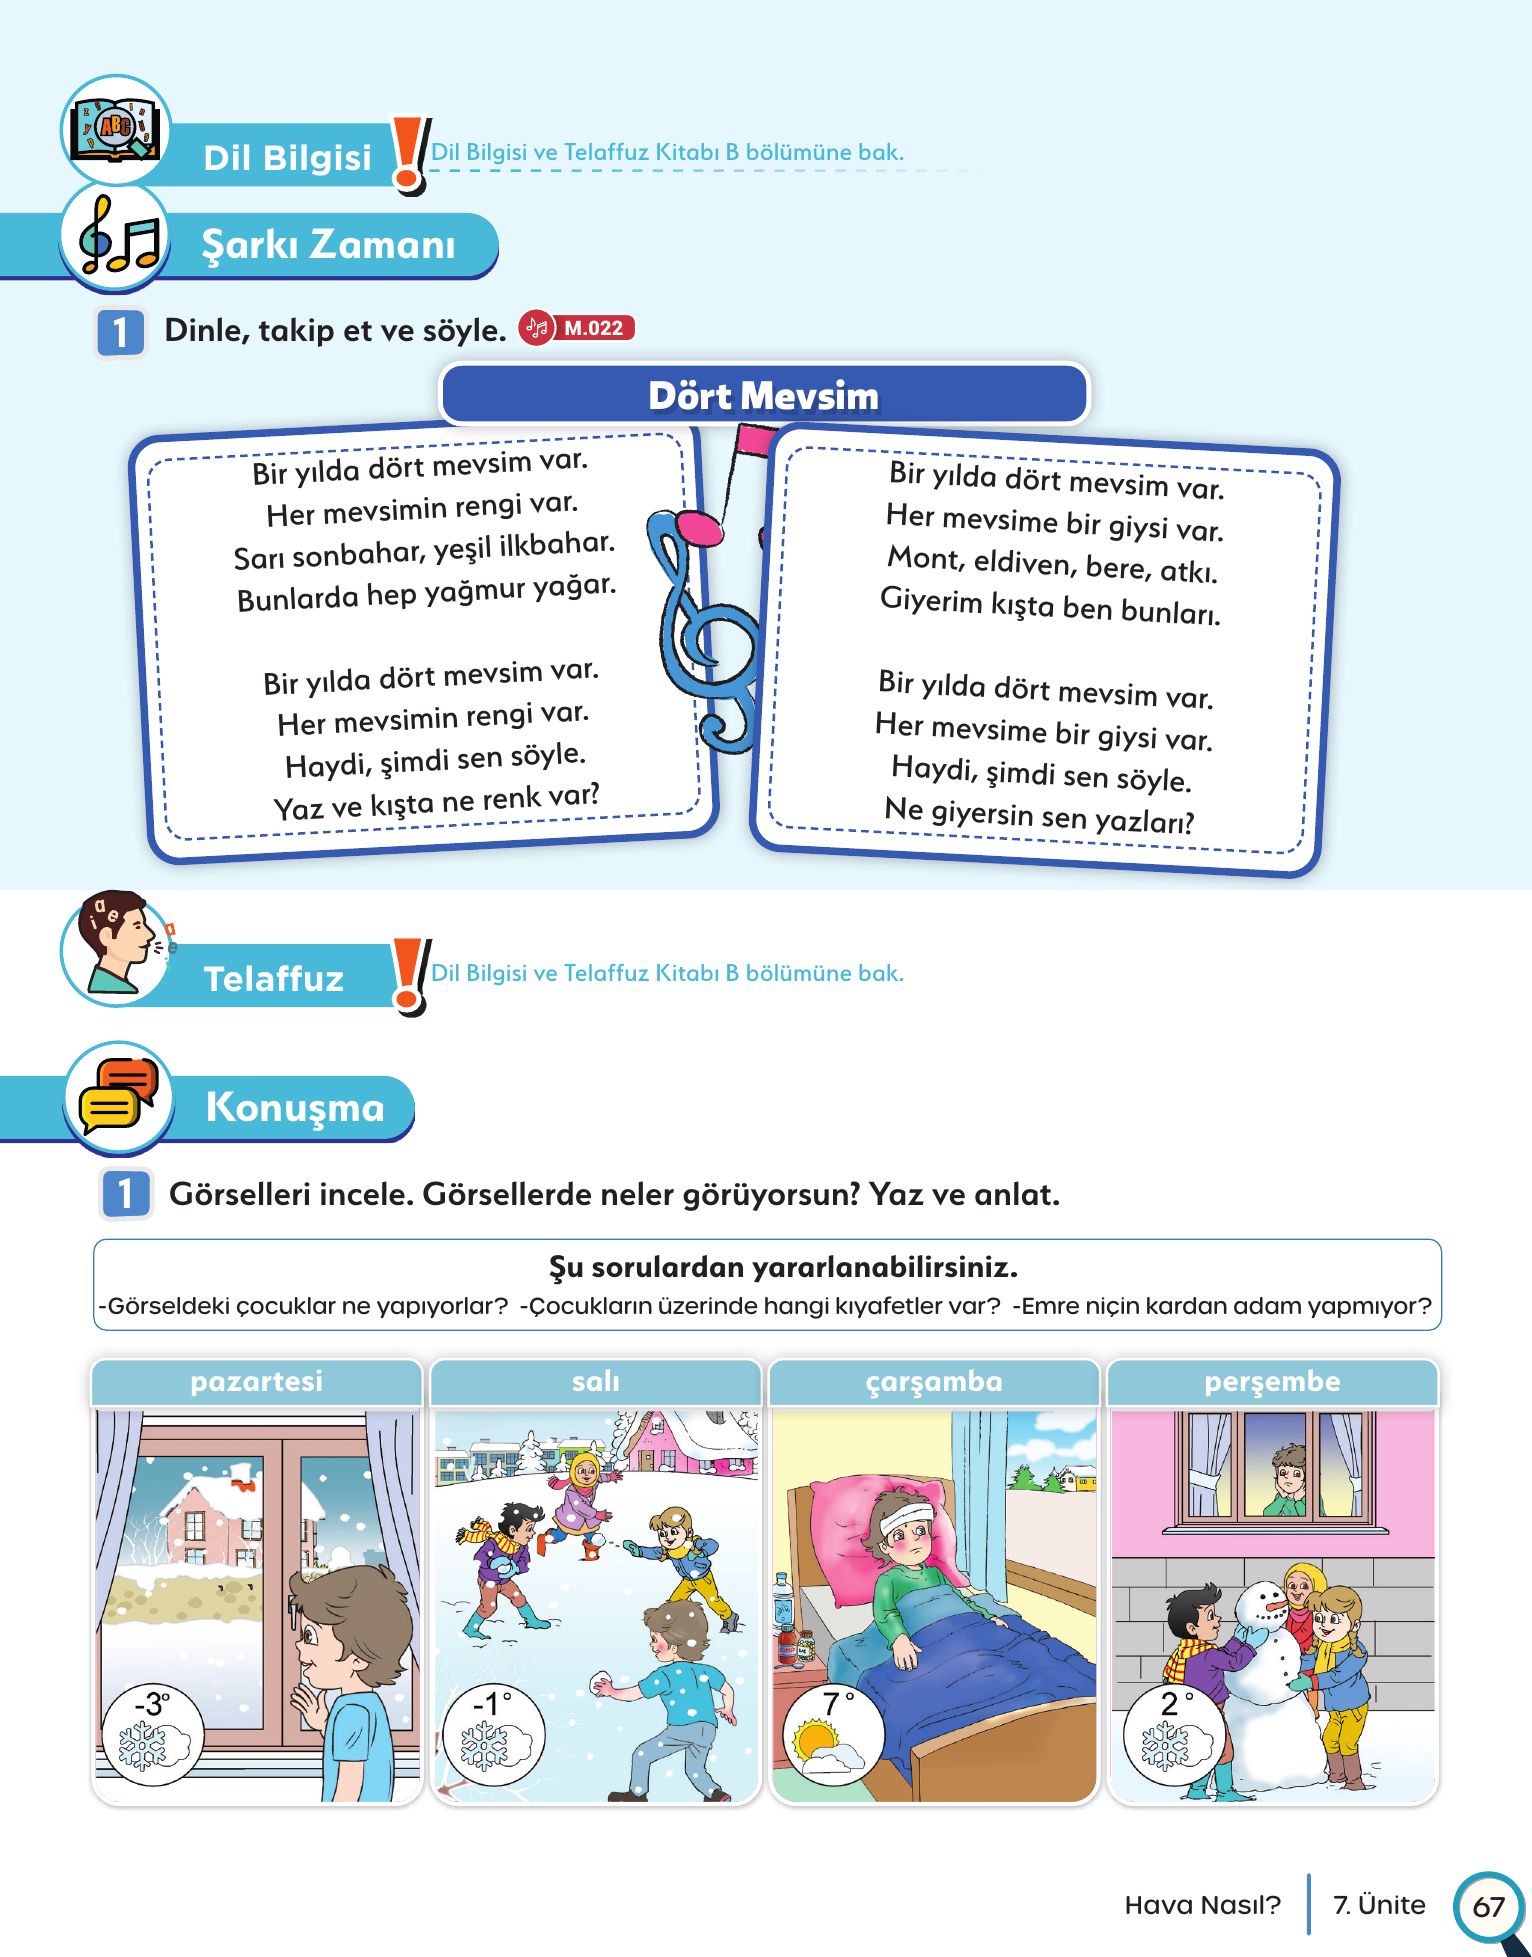 Dil Bilgisi
Dil Bilgisi ve Telaffuz Kitabı B bölümüne bak.
Şarkı Zamanı
1 Dinle, takip et ve söyle. M.022
Dört Mevsim
Bir yılda dört mevsim var.
Her mevsimin rengi var.
Sarı sonbahar, yeşil ilkbahar.
Bunlarda hep yağmur yağar.
Bir yılda dört mevsim var.
Her mevsimin rengi var.
Haydi, şimdi sen söyle.
Yaz ve kışta ne renk var?
Bir yılda dört mevsim var.
Her mevsime bir giysi var.
Mont, eldiven, bere, atkı.
Giyerim kışta ben bunları.
Bir yılda dört mevsim var.
Her mevsime bir giysi var.
Haydi, şimdi sen söyle.
Ne giyersin sen yazları?
Telaffuz
Dil Bilgisi ve Telaffuz Kitabı B bölümüne bak.
Konuşma
1 Görselleri incele. Görsellerde neler görüyorsun? Yaz ve anlat.
Şu sorulardan yararlanabilirsiniz.
-Görseldeki çocuklar ne yapıyorlar? -Çocukların üzerinde hangi kıyafetler var? -Emre niçin kardan adam yapmıyor?
pazartesi
salı
çarşamba
perşembe
-3°
-1°
7°
2°
Hava Nasıl?
7. Ünite
67